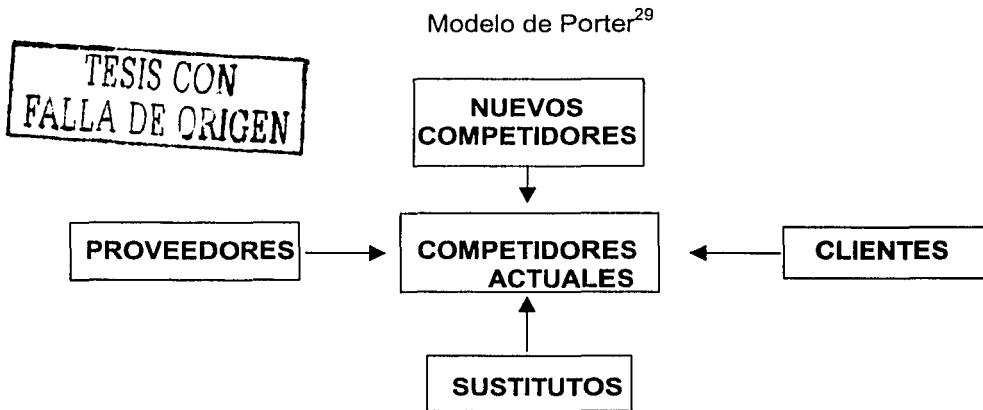 Modelo de Porter29
TESIS CON
FALLA DE ORIGEN
NUEVOS
COMPETIDORES
PROVEEDORES
COMPETIDORES
ACTUALES
CLIENTES
SUSTITUTOS